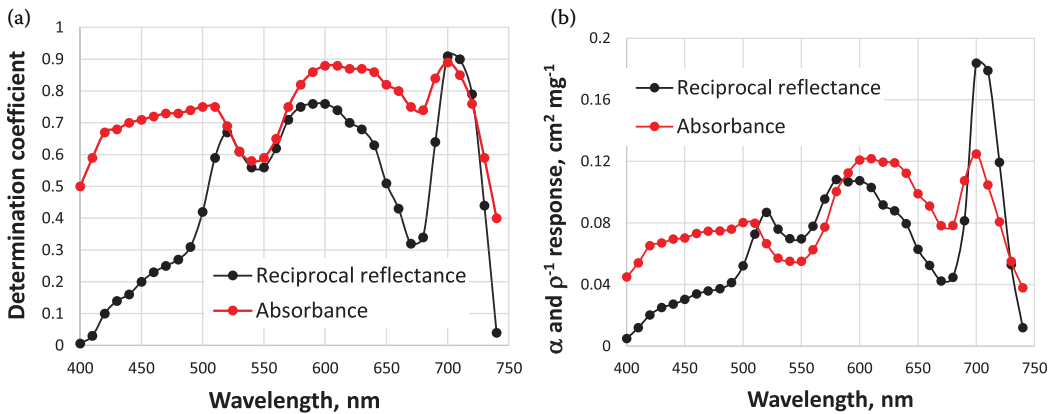 (a)
Determination coefficient
1
0.9
0.8
0.7
0.6
0.5
0.4
0.3
0.2
0.1
0
Reciprocal reflectance
Absorbance
400 450 500 550 600 650 700 750
Wavelength, nm
(b)
α and ρ⁻¹ response, cm² mg⁻¹
0.2
0.16
0.12
0.08
0.04
0
Reciprocal reflectance
Absorbance
400 450 500 550 600 650 700 750
Wavelength, nm